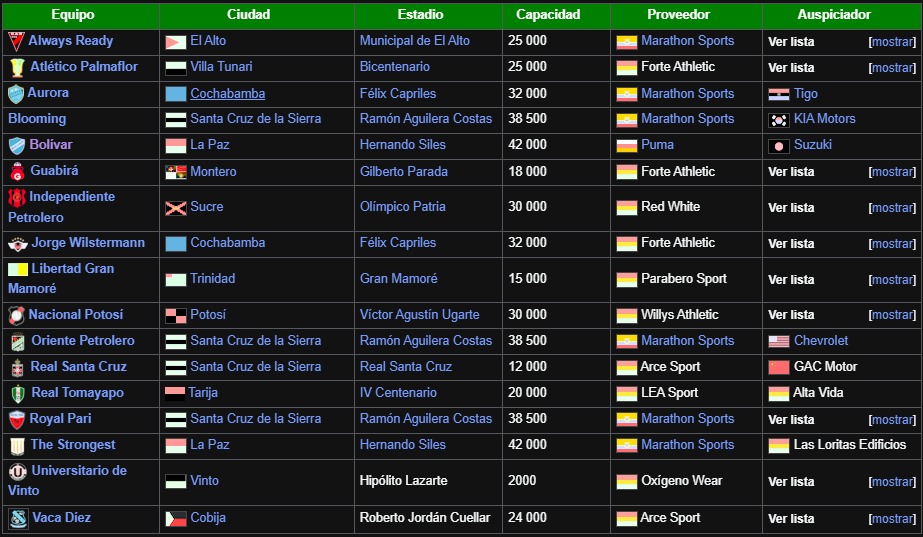 Equipo Ciudad Estadio Capacidad Proveedor Auspiciador
Always Ready El Alto Municipal de El Alto 25 000 Marathon Sports Ver lista [mostrar]
Atlético Palmaflor Villa Tunari Bicentenario 25 000 Forte Athletic Ver lista [mostrar]
Aurora Cochabamba Félix Capriles 32 000 Marathon Sports Tigo
Blooming Santa Cruz de la Sierra Ramón Aguilera Costas 38 500 Marathon Sports KIA Motors
Bolívar La Paz Hernando Siles 42 000 Puma Suzuki
Guabirá Montero Gilberto Parada 18 000 Forte Athletic Ver lista [mostrar]
Independiente
Petrolero Sucre Olímpico Patria 30 000 Red White Ver lista [mostrar]
Jorge Wilstermann Cochabamba Félix Capriles 32 000 Forte Athletic Ver lista [mostrar]
Libertad Gran
Mamoré Trinidad Gran Mamoré 15 000 Parabero Sport Ver lista [mostrar]
Nacional Potosí Potosí Víctor Agustín Ugarte 30 000 Willys Athletic Ver lista [mostrar]
Oriente Petrolero Santa Cruz de la Sierra Ramón Aguilera Costas 38 500 Marathon Sports Chevrolet
Real Santa Cruz Santa Cruz de la Sierra Real Santa Cruz 12 000 Arce Sport GAC Motor
Real Tomayapo Tarija IV Centenario 20 000 LEA Sport Alta Vida
Royal Pari Santa Cruz de la Sierra Ramón Aguilera Costas 38 500 Marathon Sports Ver lista [mostrar]
The Strongest La Paz Hernando Siles 42 000 Marathon Sports Las Loritas Edificios
Universitario de
Vinto Vinto Hipólito Lazarte 2000 Oxígeno Wear Ver lista [mostrar]
Vaca Díez Cobija Roberto Jordán Cuellar 24 000 Arce Sport Ver lista [mostrar]